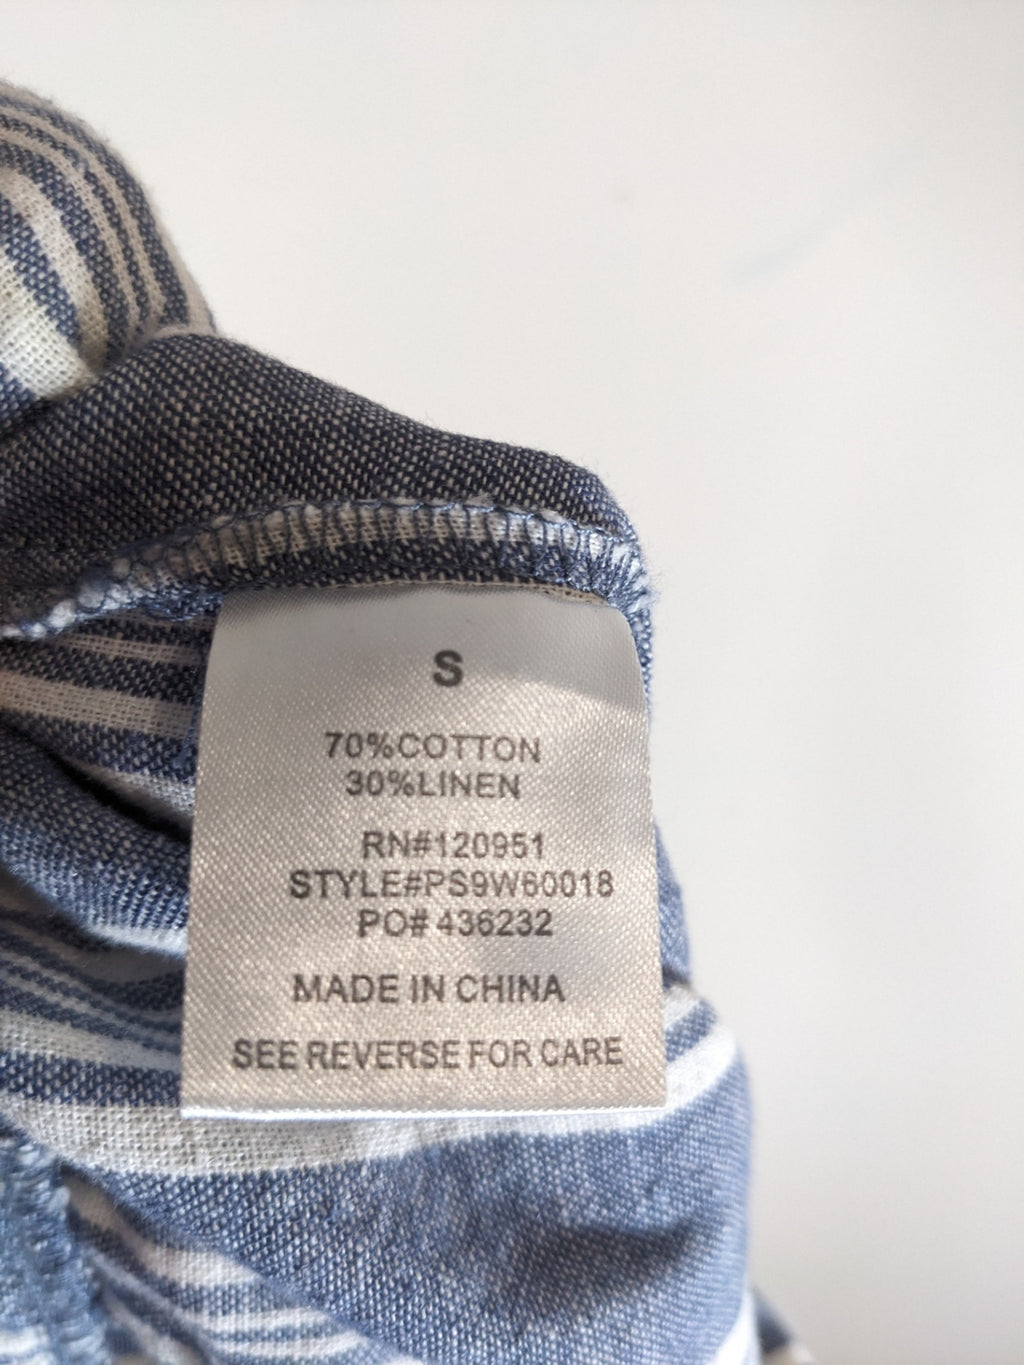 S
70%COTTON
30%LINEN
RN#120951
STYLE#PS9W60018
PO# 436232
MADE IN CHINA
SEE REVERSE FOR CARE